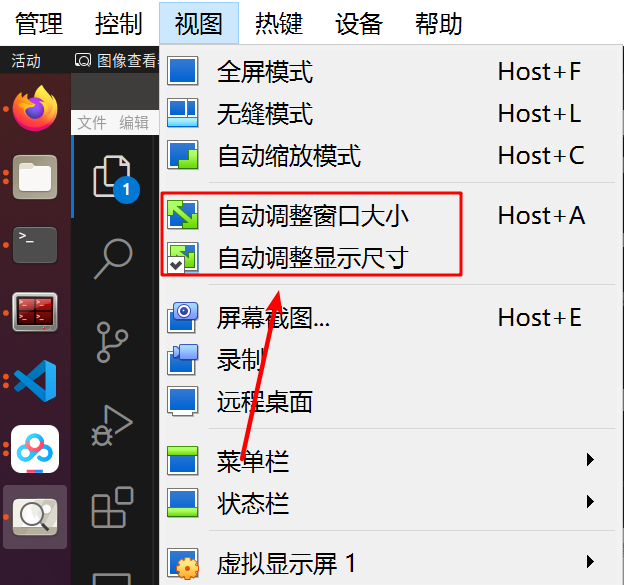 管理 控制 视图 热键 设备 帮助
活动 图像查看
文件 编辑
全屏模式 Host+F
无缝模式 Host+L
自动缩放模式 Host+C
1
自动调整窗口大小 Host+A
自动调整显示尺寸
>_
屏幕截图... Host+E
录制
远程桌面
菜单栏
状态栏
虚拟显示屏 1